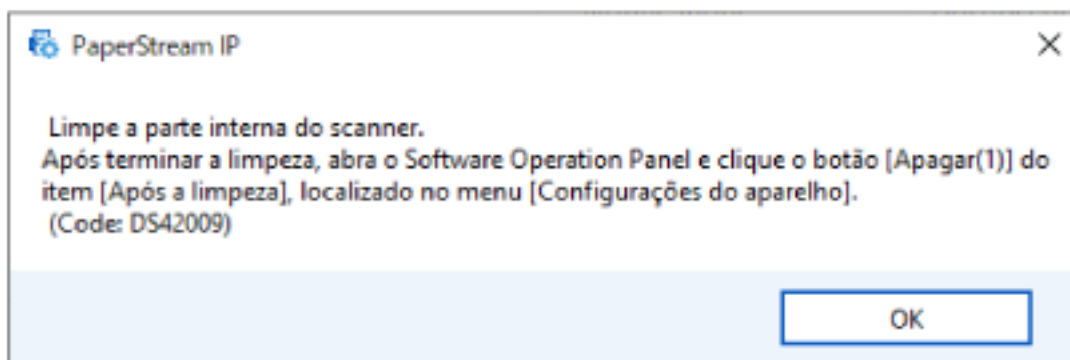 PaperStream IP
Limpe a parte interna do scanner.
Após terminar a limpeza, abra o Software Operation Panel e clique o botão [Apagar(1)] do
item [Após a limpeza], localizado no menu [Configurações do aparelho].
(Code: DS42009)
OK